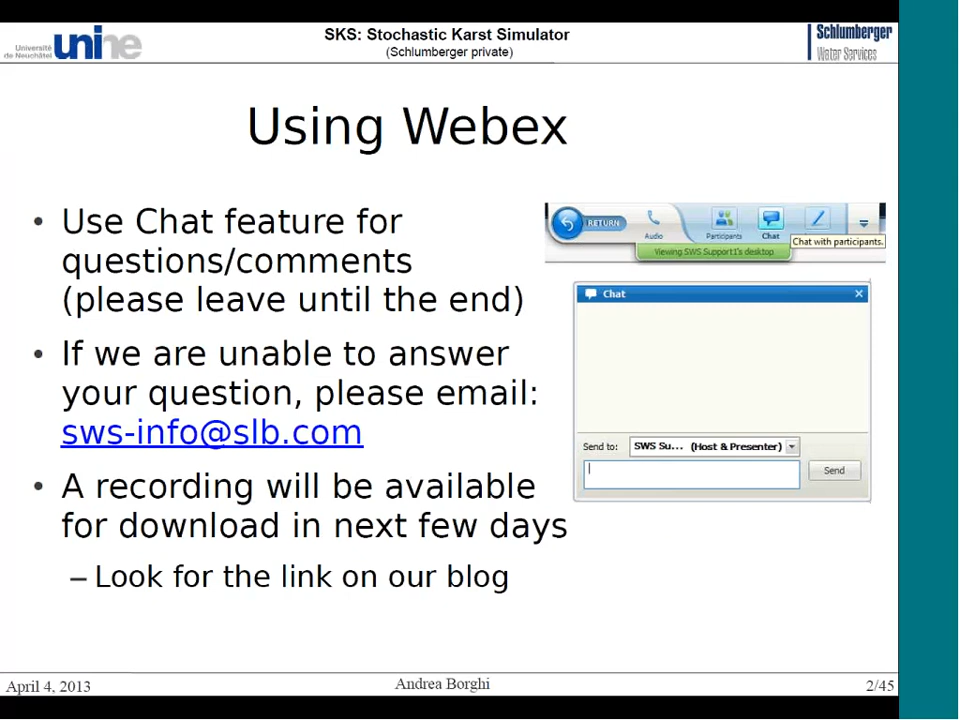 Université
de Neuchâtel
unine
SKS: Stochastic Karst Simulator
(Schlumberger private)
Schlumberger
Water Services
Using Webex
• Use Chat feature for
questions/comments
(please leave until the end)
• If we are unable to answer
your question, please email:
sws-info@slb.com
• A recording will be available
for download in next few days
– Look for the link on our blog
RETURN
Audio
Participants
Chat
Chat with participants.
Viewing SWS Support1's desktop
Chat
Send to: SWS Su... (Host & Presenter)
Send
April 4, 2013
Andrea Borghi
2/45